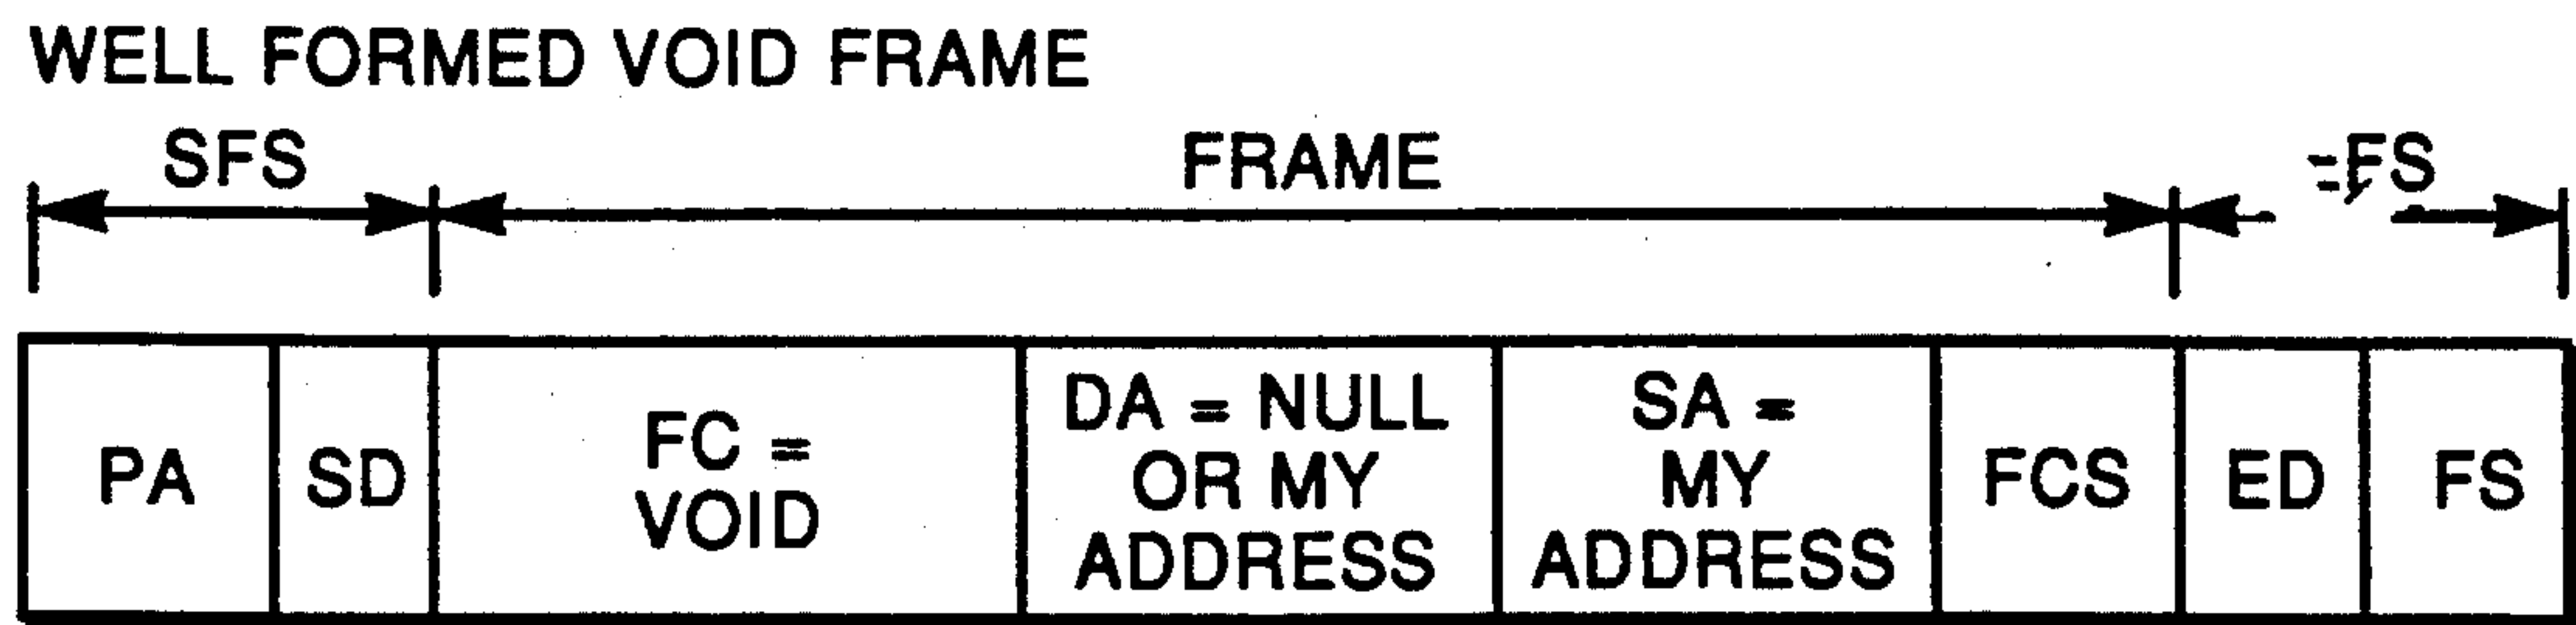 WELL FORMED VOID FRAME
SFS
FRAME
FS
PA
SD
FC =
VOID
DA = NULL
OR MY
ADDRESS
SA =
MY
ADDRESS
FCS
ED
FS